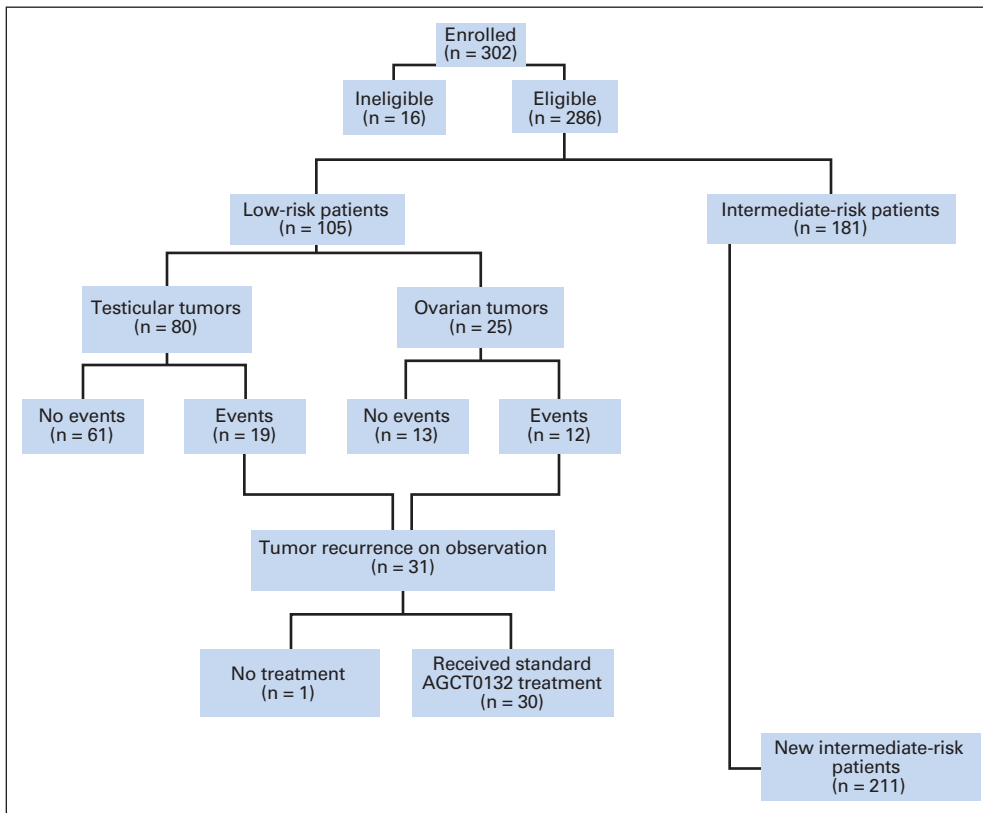 Enrolled
(n = 302)
Ineligible
(n = 16)
Eligible
(n = 286)
Low-risk patients
(n = 105)
Intermediate-risk patients
(n = 181)
Testicular tumors
(n = 80)
Ovarian tumors
(n = 25)
No events
(n = 61)
Events
(n = 19)
No events
(n = 13)
Events
(n = 12)
Tumor recurrence on observation
(n = 31)
No treatment
(n = 1)
Received standard
AGCT0132 treatment
(n = 30)
New intermediate-risk
patients
(n = 211)